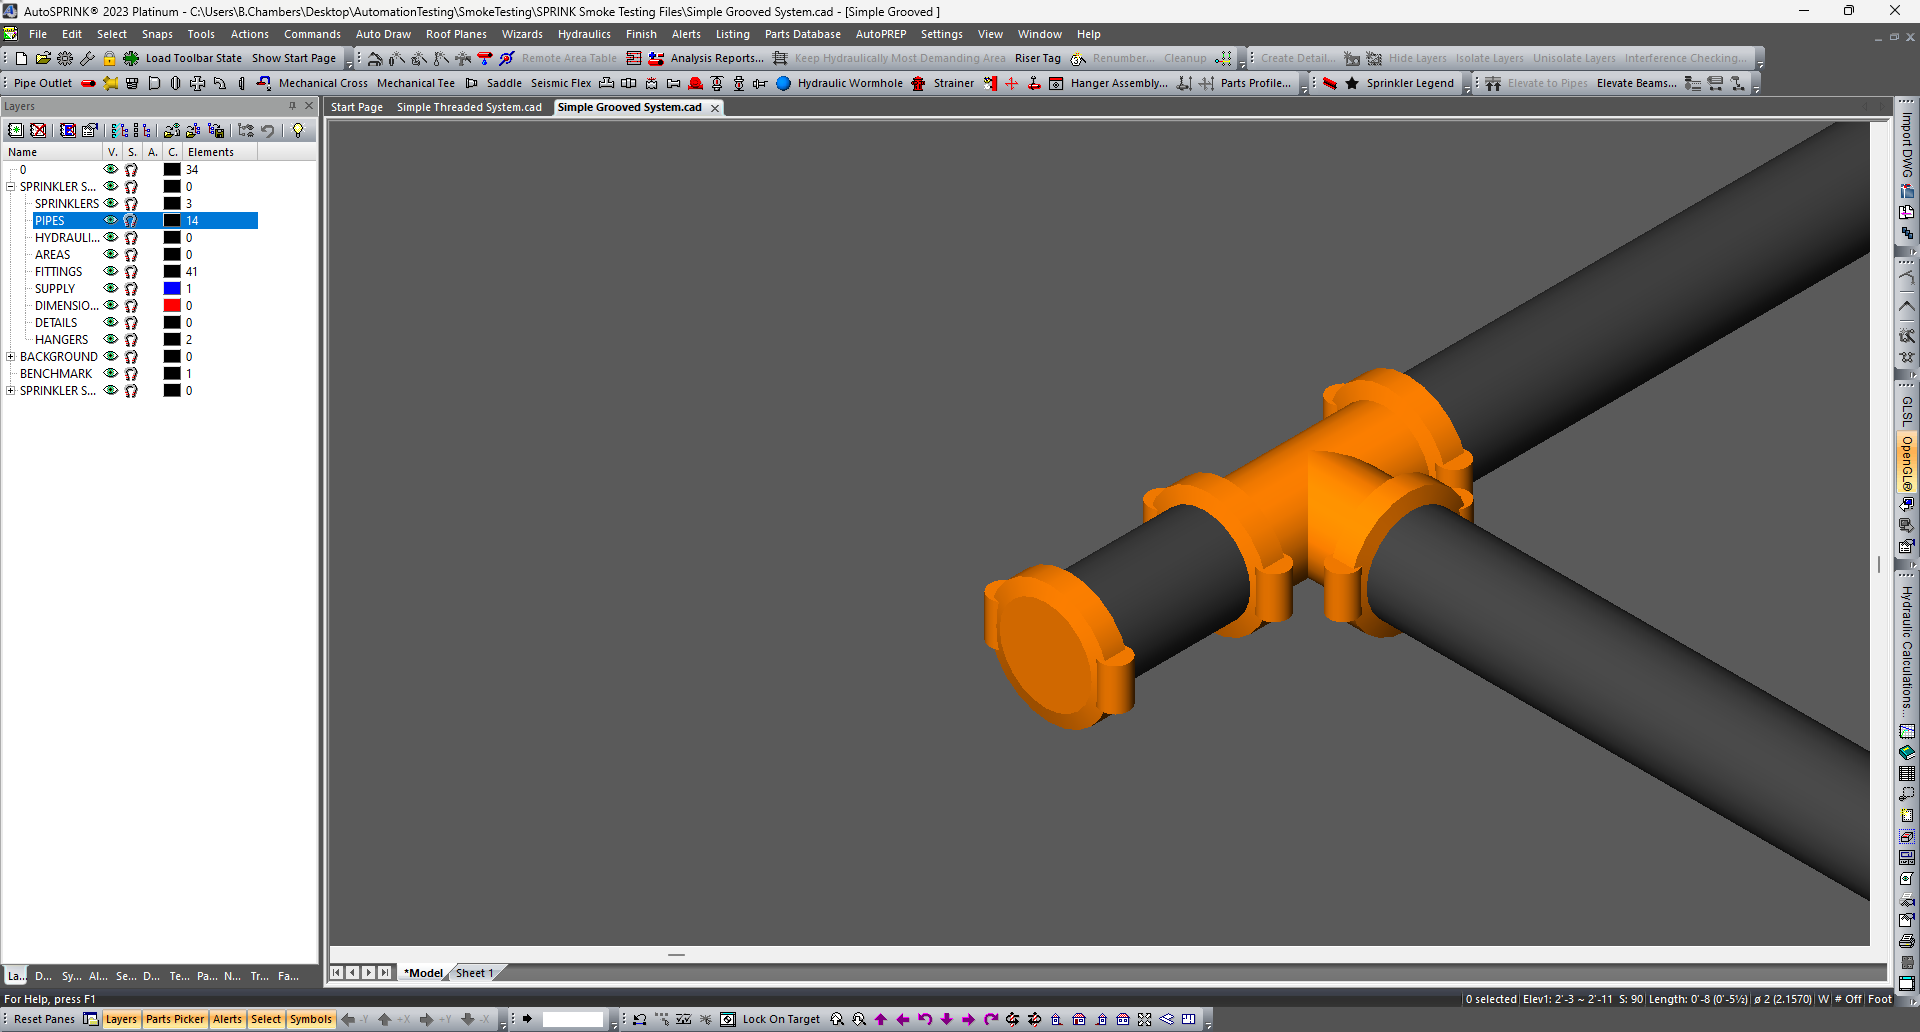 AutoSPRINK® 2023 Platinum - C:\Users\B.Chambers\Desktop\AutomationTesting\SmokeTesting\SPRINK Smoke Testing Files\Simple Grooved System.cad - [Simple Grooved ]
File Edit Select Snaps Tools Actions Commands Auto Draw Roof Planes Wizards Hydraulics Finish Alerts Listing Parts Database AutoPREP Settings View Window Help
Load Toolbar State Show Start Page Remote Area Table Analysis Reports... Keep Hydraulically Most Demanding Area Riser Tag Renumber... Cleanup Create Detail... Hide Layers Isolate Layers Unisolate Layers Interference Checking...
Pipe Outlet Mechanical Cross Mechanical Tee Saddle Seismic Flex Hydraulic Wormhole Strainer Hanger Assembly... Parts Profile... Sprinkler Legend Elevate to Pipes Elevate Beams...
Layers
Start Page Simple Threaded System.cad Simple Grooved System.cad
Name V. S. A. C. Elements
0 34
SPRINKLER S... 0
SPRINKLERS 3
PIPES 14
HYDRAULI... 0
AREAS 0
FITTINGS 41
SUPPLY 1
DIMENSIO... 0
DETAILS 0
HANGERS 2
BACKGROUND 0
BENCHMARK 1
SPRINKLER S... 0
Import DWG
GLSL
OpenGL®
Hydraulic Calculations...
La... D... Sy... Al... Se... D... Te... Pa... N... Tr... Fa...
*Model Sheet 1
For Help, press F1
0 selected Elev1: 2'-3 ~ 2'-11 S: 90 Length: 0'-8 (0'-5½) ø 2 (2.1570) W # Off Foot
Reset Panes Layers Parts Picker Alerts Select Symbols -Y +X +Y -X Lock On Target